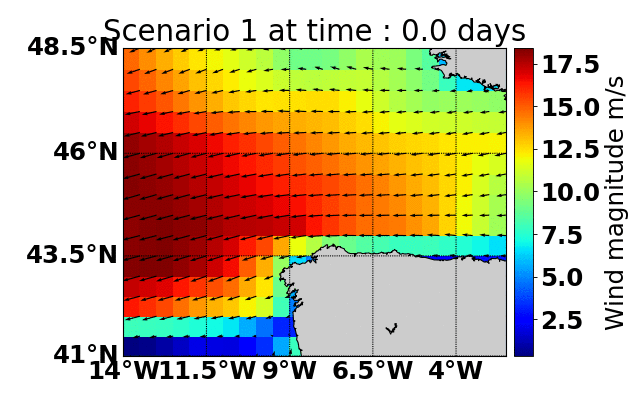 Scenario 1 at time : 0.0 days
48.5°N
46°N
43.5°N
41°N
14°W 11.5°W 9°W 6.5°W 4°W
17.5
15.0
12.5
10.0
7.5
5.0
2.5
Wind magnitude m/s